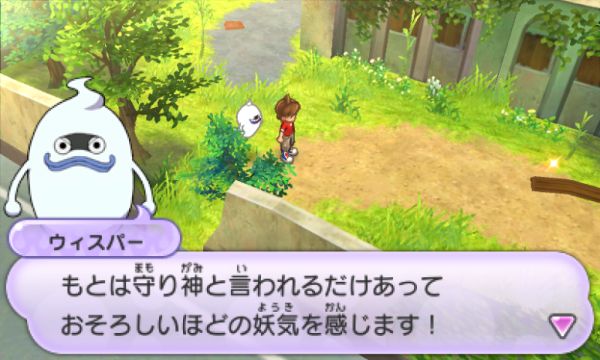 ウィスパー
もとは守り神と言われるだけあって
おそろしいほどの妖気を感じます！